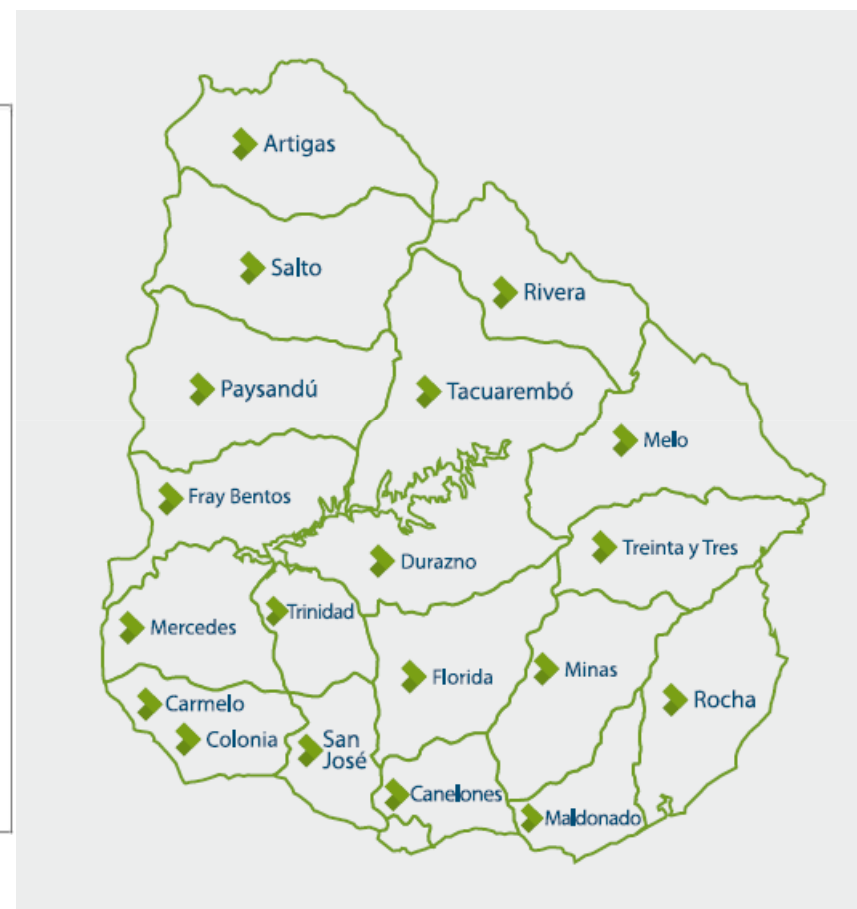 Artigas
Salto
Rivera
Paysandú
Tacuarembó
Melo
Fray Bentos
Treinta y Tres
Durazno
Trinidad
Mercedes
Florida
Minas
Carmelo
Rocha
Colonia
San
José
Canelones
Maldonado